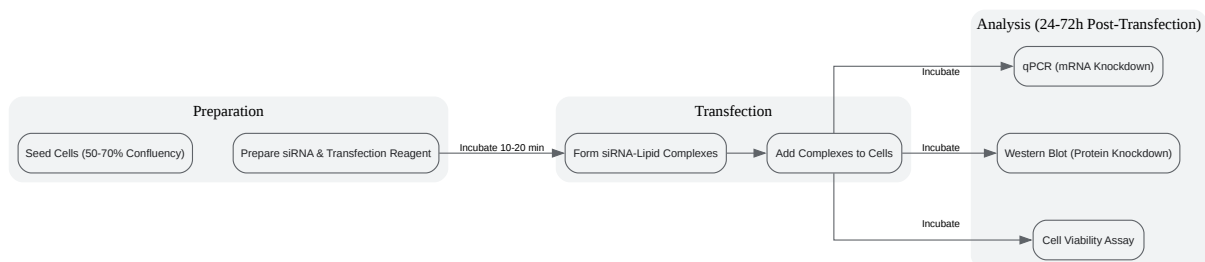 Preparation
Seed Cells (50-70% Confluency)
Prepare siRNA & Transfection Reagent
Incubate 10-20 min
Transfection
Form siRNA-Lipid Complexes
Add Complexes to Cells
Incubate
Incubate
Incubate
Analysis (24-72h Post-Transfection)
qPCR (mRNA Knockdown)
Western Blot (Protein Knockdown)
Cell Viability Assay